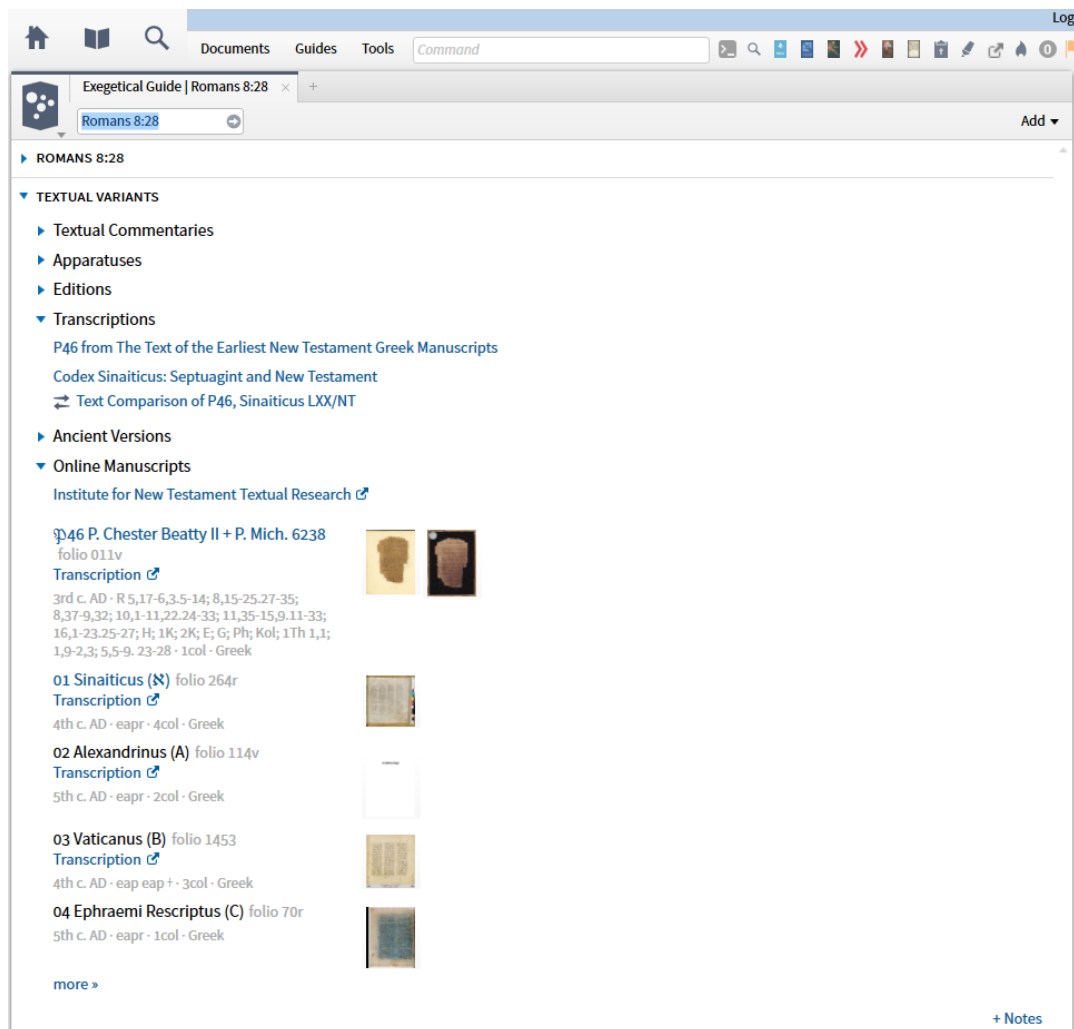 Log
Documents Guides Tools Command
0
Exegetical Guide | Romans 8:28 × +
Romans 8:28
Add
ROMANS 8:28
TEXTUAL VARIANTS
Textual Commentaries
Apparatuses
Editions
Transcriptions
P46 from The Text of the Earliest New Testament Greek Manuscripts
Codex Sinaiticus: Septuagint and New Testament
Text Comparison of P46, Sinaiticus LXX/NT
Ancient Versions
Online Manuscripts
Institute for New Testament Textual Research
𝔓46 P. Chester Beatty II + P. Mich. 6238
folio 011v
Transcription
3rd c. AD · R 5,17-6,3.5-14; 8,15-25.27-35;
8,37-9,32; 10,1-11,22.24-33; 11,35-15,9.11-33;
16,1-23.25-27; H; 1K; 2K; E; G; Ph; Kol; 1Th 1,1;
1,9-2,3; 5,5-9. 23-28 · 1col · Greek
01 Sinaiticus (ℵ) folio 264r
Transcription
4th c. AD · eapr · 4col · Greek
02 Alexandrinus (A) folio 114v
Transcription
5th c. AD · eapr · 2col · Greek
03 Vaticanus (B) folio 1453
Transcription
4th c. AD · eap eap † · 3col · Greek
04 Ephraemi Rescriptus (C) folio 70r
5th c. AD · eapr · 1col · Greek
more »
+ Notes